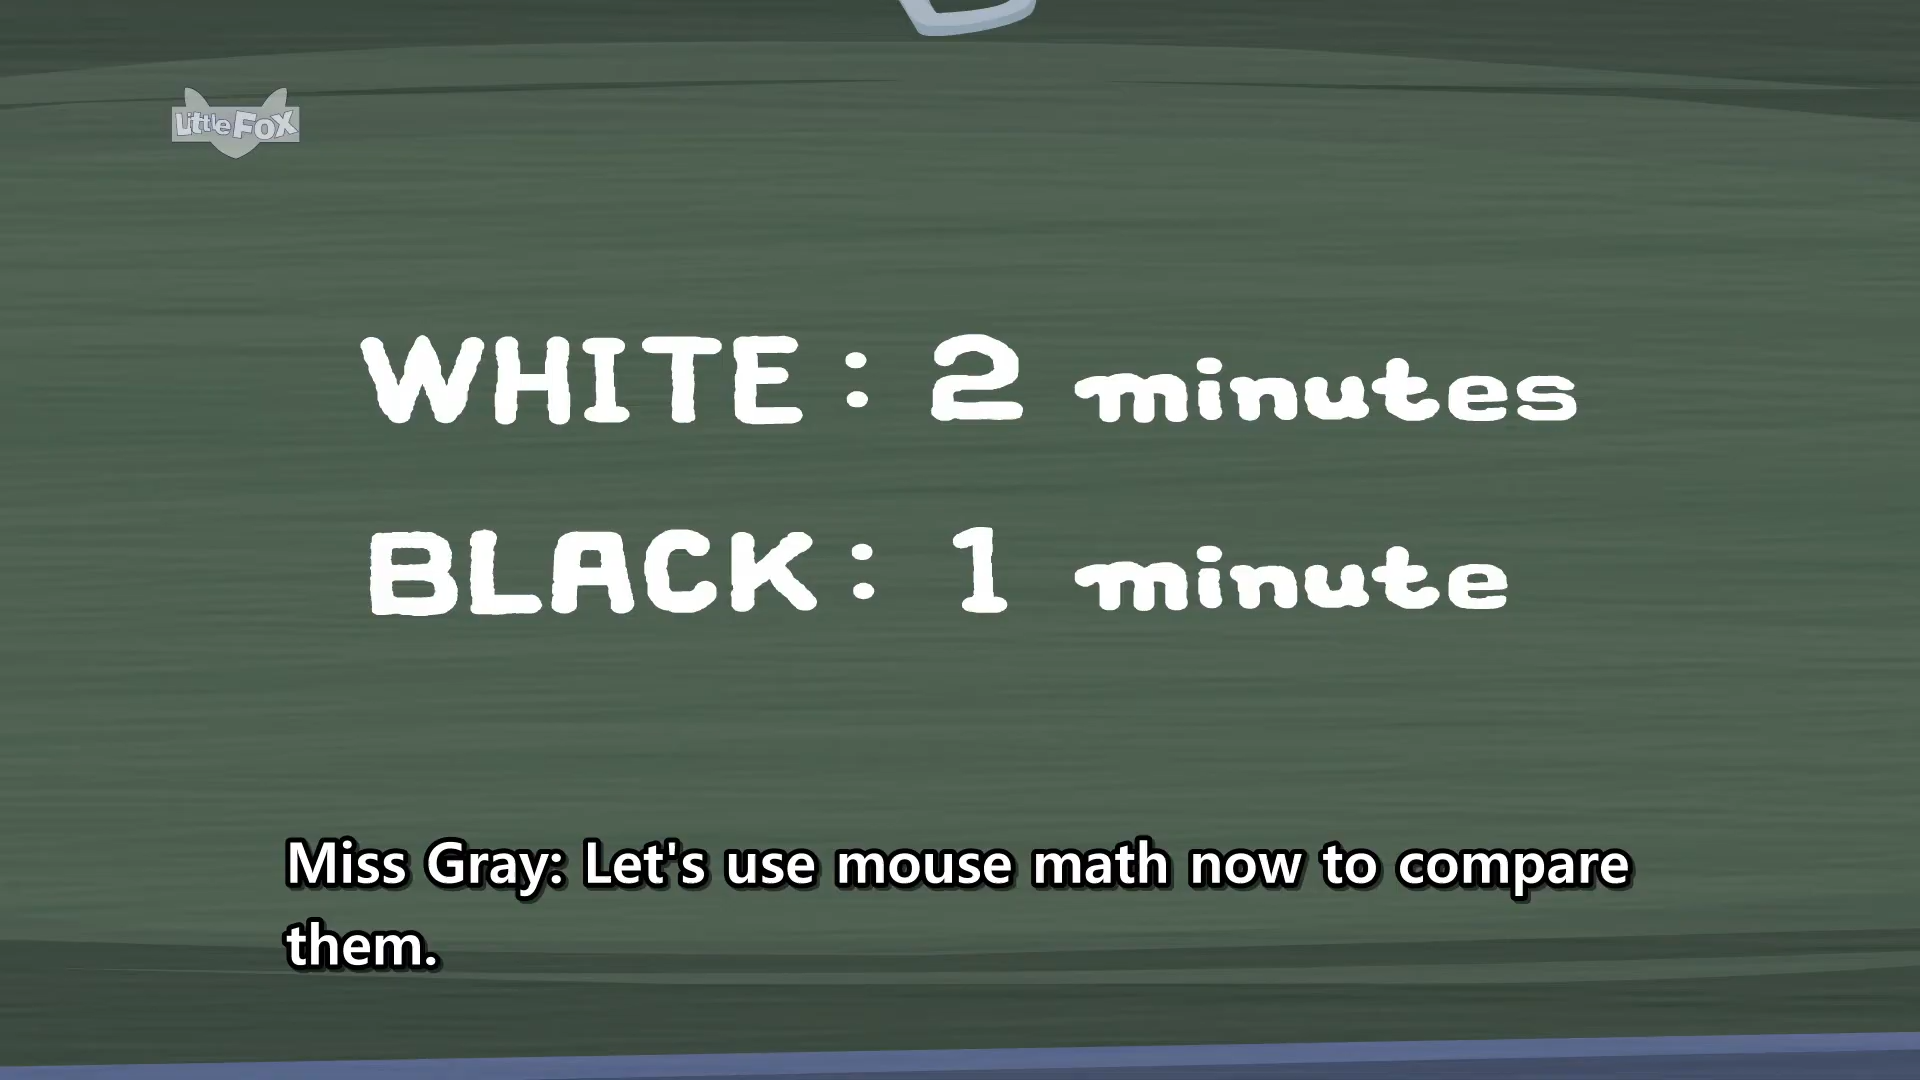 Little Fox
WHITE: 2 minutes
BLACK: 1 minute
Miss Gray: Let's use mouse math now to compare
them.